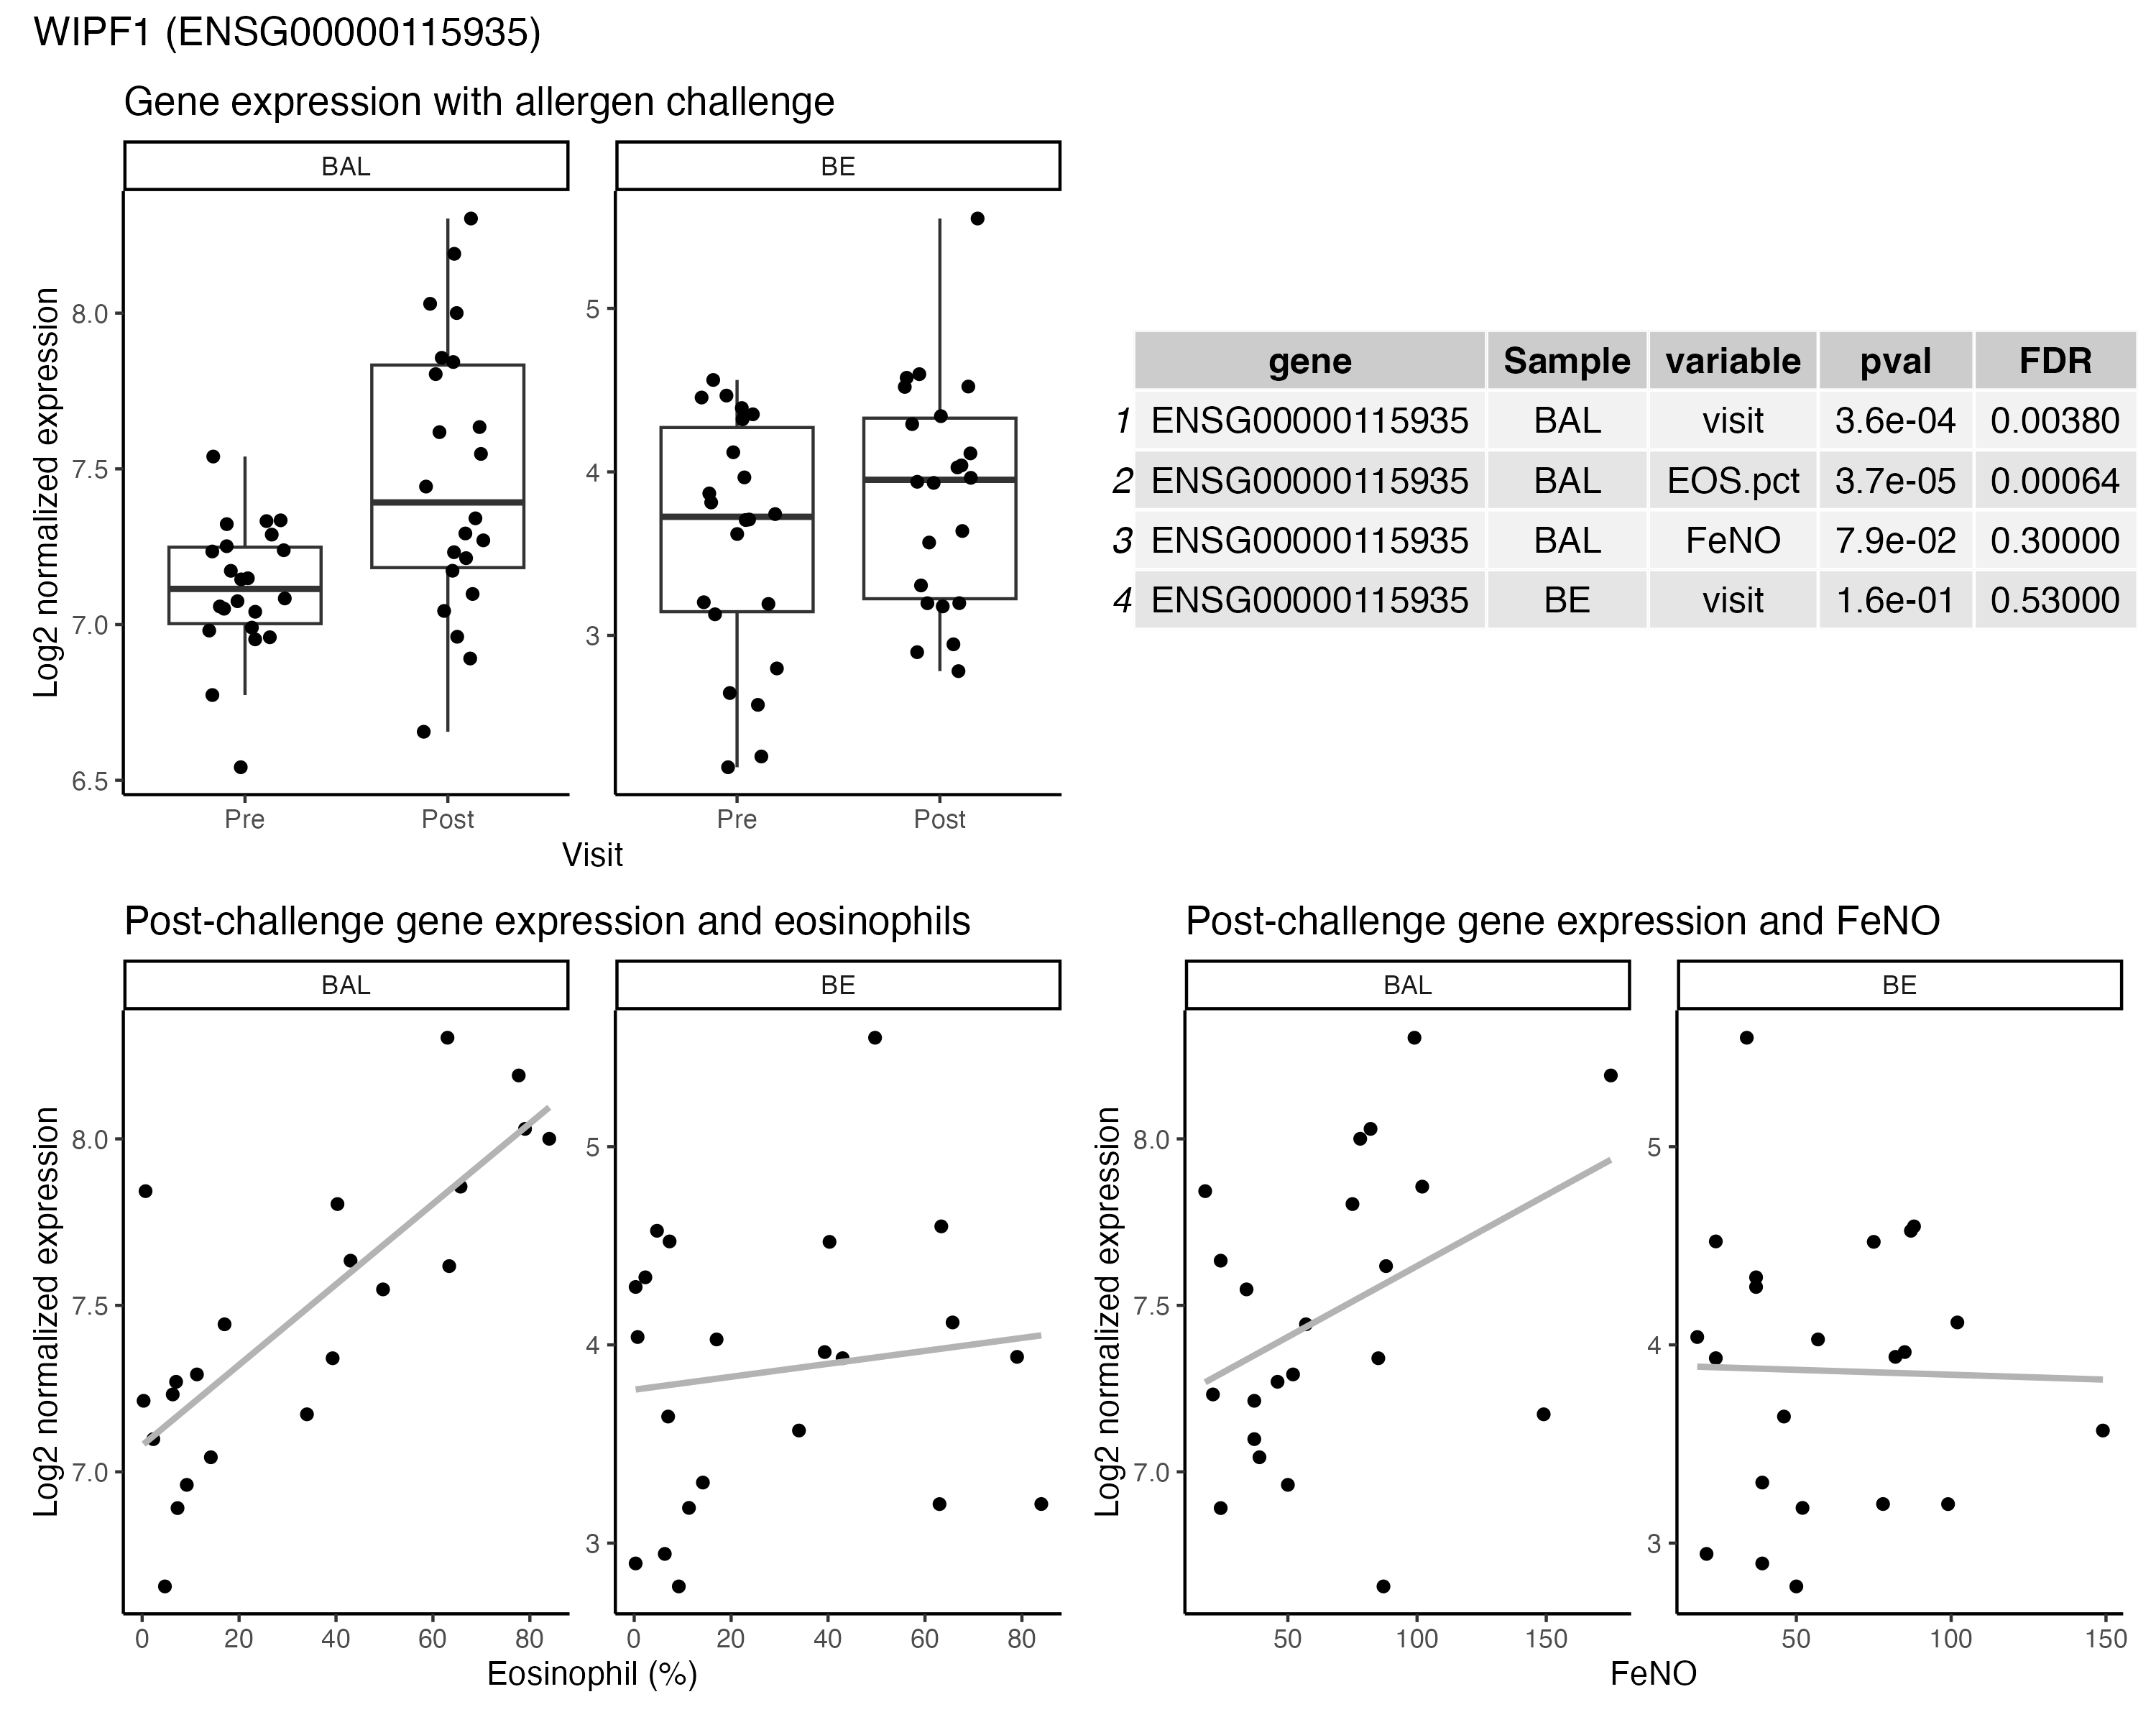 WIPF1 (ENSG00000115935)
Gene expression with allergen challenge
BAL
BE
Log2 normalized expression
8.0
7.5
7.0
6.5
5
4
3
Pre
Post
Pre
Post
Visit
gene Sample variable pval FDR
1 ENSG00000115935 BAL visit 3.6e-04 0.00380
2 ENSG00000115935 BAL EOS.pct 3.7e-05 0.00064
3 ENSG00000115935 BAL FeNO 7.9e-02 0.30000
4 ENSG00000115935 BE visit 1.6e-01 0.53000
Post-challenge gene expression and eosinophils
BAL
BE
Log2 normalized expression
8.0
7.5
7.0
5
4
3
0 20 40 60 80
0 20 40 60 80
Eosinophil (%)
Post-challenge gene expression and FeNO
BAL
BE
Log2 normalized expression
8.0
7.5
7.0
5
4
3
50 100 150
50 100 150
FeNO